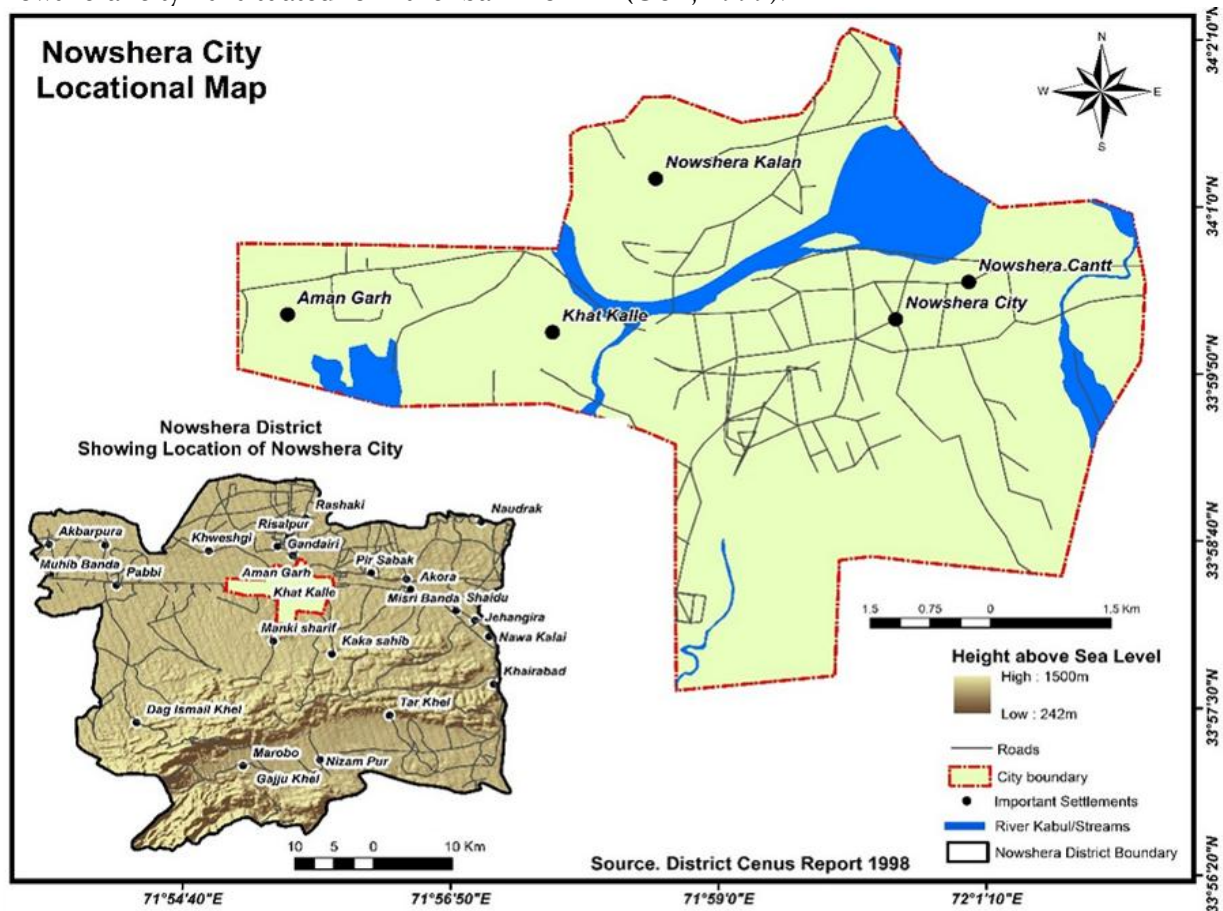 Nowshera City
Locational Map
N
W
E
S
Nowshera Kalan
Nowshera Cantt
Nowshera City
Aman Garh
Khat Kalle
34°2'10"N
34°1'0"N
33°59'50"N
33°58'40"N
33°57'30"N
33°56'20"N
Nowshera District
Showing Location of Nowshera City
Rashaki
Naudrak
Risalpur
Akbarpura
Khweshgi
Gandairi
Pir Sabak
Muhib Banda
Pabbi
Aman Garh
Akora
Khat Kalle
Misri Banda
Shaidu
Jehangira
Manki sharif
Nawa Kalai
Kaka sahib
Khairabad
Dag Ismail Khel
Tar Khel
Marobo
Nizam Pur
Gajju Khel
10 5 0 10 Km
1.5 0.75 0 1.5 Km
Height above Sea Level
High : 1500m
Low : 242m
Roads
City boundary
Important Settlements
River Kabul/Streams
Nowshera District Boundary
Source. District Cenus Report 1998
71°54'40"E
71°56'50"E
71°59'0"E
72°1'10"E